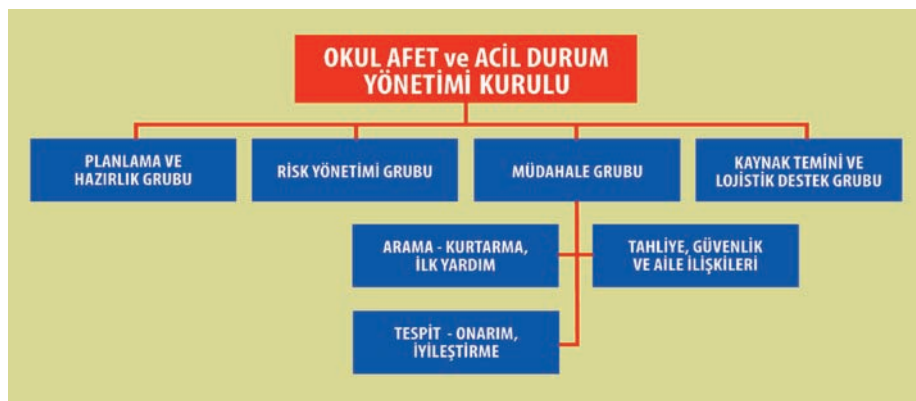 OKUL AFET ve ACİL DURUM
YÖNETİMİ KURULU
PLANLAMA VE
HAZIRLIK GRUBU
RİSK YÖNETİMİ GRUBU
MÜDAHALE GRUBU
KAYNAK TEMİNİ VE
LOJİSTİK DESTEK GRUBU
ARAMA - KURTARMA,
İLK YARDIM
TAHLİYE, GÜVENLİK
VE AİLE İLİŞKİLERİ
TESPİT - ONARIM,
İYİLEŞTİRME